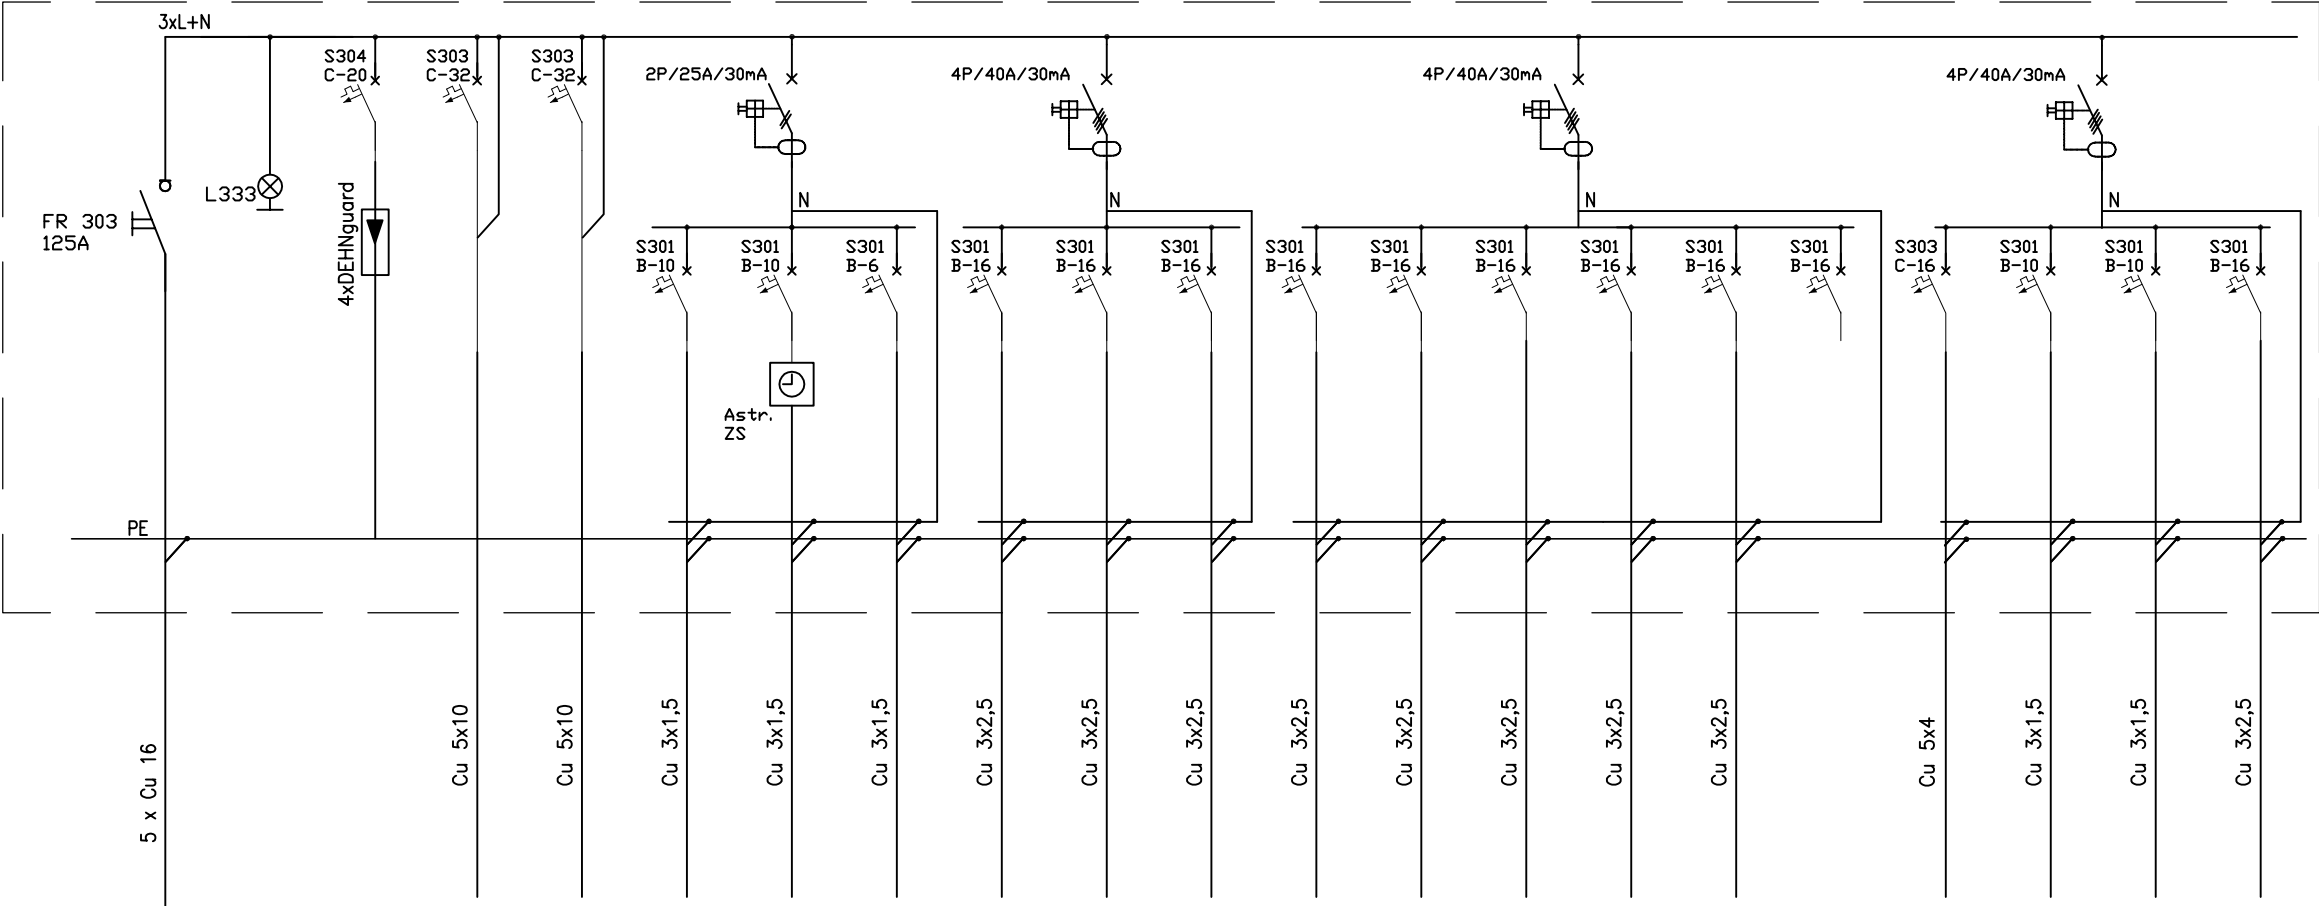 3xL+N
S304
C-20
S303
C-32
S303
C-32
2P/25A/30mA
4P/40A/30mA
4P/40A/30mA
4P/40A/30mA
FR 303
125A
L333
4xDEHNguard
N
N
N
N
S301
B-10
S301
B-10
S301
B-6
S301
B-16
S301
B-16
S301
B-16
S301
B-16
S301
B-16
S301
B-16
S301
B-16
S301
B-16
S301
B-16
S303
C-16
S301
B-10
S301
B-10
S301
B-16
Astr.
ZS
PE
5 x Cu 16
Cu 5x10
Cu 5x10
Cu 3x1,5
Cu 3x1,5
Cu 3x1,5
Cu 3x2,5
Cu 3x2,5
Cu 3x2,5
Cu 3x2,5
Cu 3x2,5
Cu 3x2,5
Cu 3x2,5
Cu 3x2,5
Cu 5x4
Cu 3x1,5
Cu 3x1,5
Cu 3x2,5